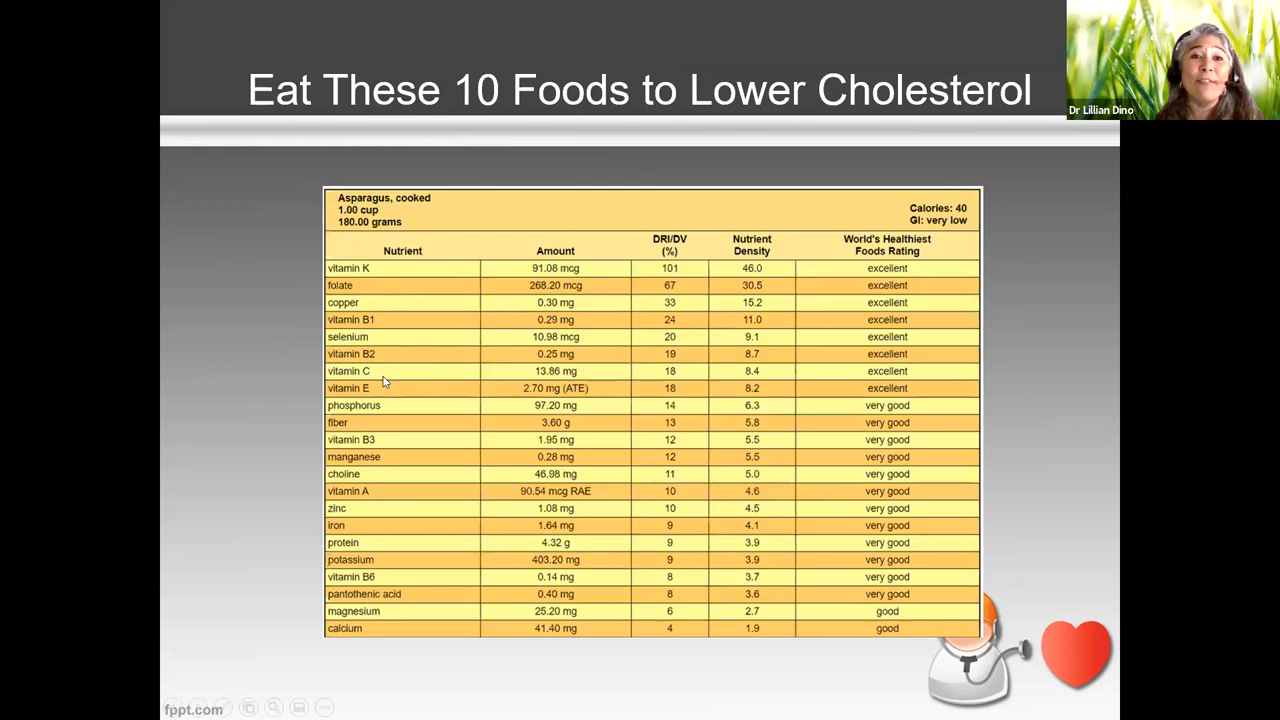 Eat These 10 Foods to Lower Cholesterol
Dr Lillian Dino
Asparagus, cooked
1.00 cup
180.00 grams
Calories: 40
GI: very low
Nutrient Amount DRI/DV (%) Nutrient Density World's Healthiest Foods Rating
vitamin K 91.08 mcg 101 46.0 excellent
folate 268.20 mcg 67 30.5 excellent
copper 0.30 mg 33 15.2 excellent
vitamin B1 0.29 mg 24 11.0 excellent
selenium 10.98 mcg 20 9.1 excellent
vitamin B2 0.25 mg 19 8.7 excellent
vitamin C 13.86 mg 18 8.4 excellent
vitamin E 2.70 mg (ATE) 18 8.2 excellent
phosphorus 97.20 mg 14 6.3 very good
fiber 3.60 g 13 5.8 very good
vitamin B3 1.95 mg 12 5.5 very good
manganese 0.28 mg 12 5.5 very good
choline 46.98 mg 11 5.0 very good
vitamin A 90.54 mcg RAE 10 4.6 very good
zinc 1.08 mg 10 4.5 very good
iron 1.64 mg 9 4.1 very good
protein 4.32 g 9 3.9 very good
potassium 403.20 mg 9 3.9 very good
vitamin B6 0.14 mg 8 3.7 very good
pantothenic acid 0.40 mg 8 3.6 very good
magnesium 25.20 mg 6 2.7 good
calcium 41.40 mg 4 1.9 good
fppt.com